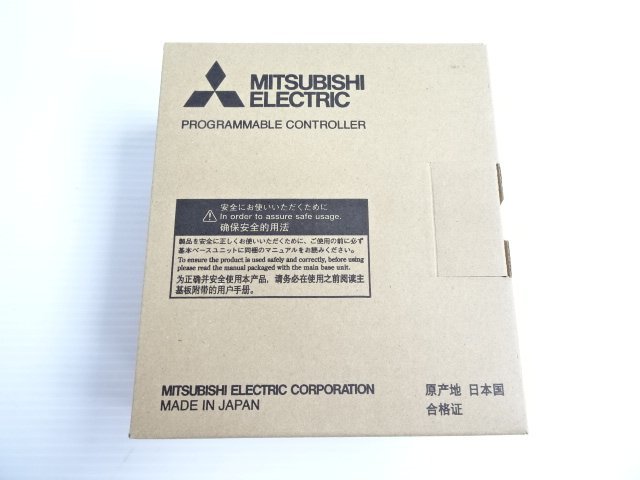 MITSUBISHI
ELECTRIC
PROGRAMMABLE CONTROLLER
安全にお使いいただくために
In order to assure safe usage.
确保安全的用法
製品を安全に正しくお使いいただくために、ご使用の前に必ず
基本ベースユニットに同梱のマニュアルをお読みください。
To ensure the product is used safely and correctly, before using
please read the manual packaged with the main base unit.
为正确并安全使用本产品，请务必在使用之前阅读主
基板附带的用户手册。
MITSUBISHI ELECTRIC CORPORATION
MADE IN JAPAN
原产地 日本国
合格证